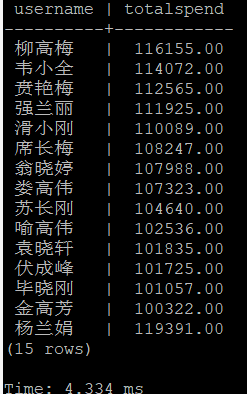 username | totalspend
----------+-------------
柳高梅 | 116155.00
韦小全 | 114072.00
贲艳梅 | 112565.00
强兰丽 | 111925.00
滑小刚 | 110089.00
席长梅 | 108247.00
翁晓婷 | 107988.00
娄高伟 | 107323.00
苏长刚 | 104640.00
喻高伟 | 102536.00
袁晓轩 | 101835.00
伏成峰 | 101725.00
毕晓刚 | 101057.00
金高芳 | 100322.00
杨兰娟 | 119391.00
(15 rows)
Time: 4.334 ms